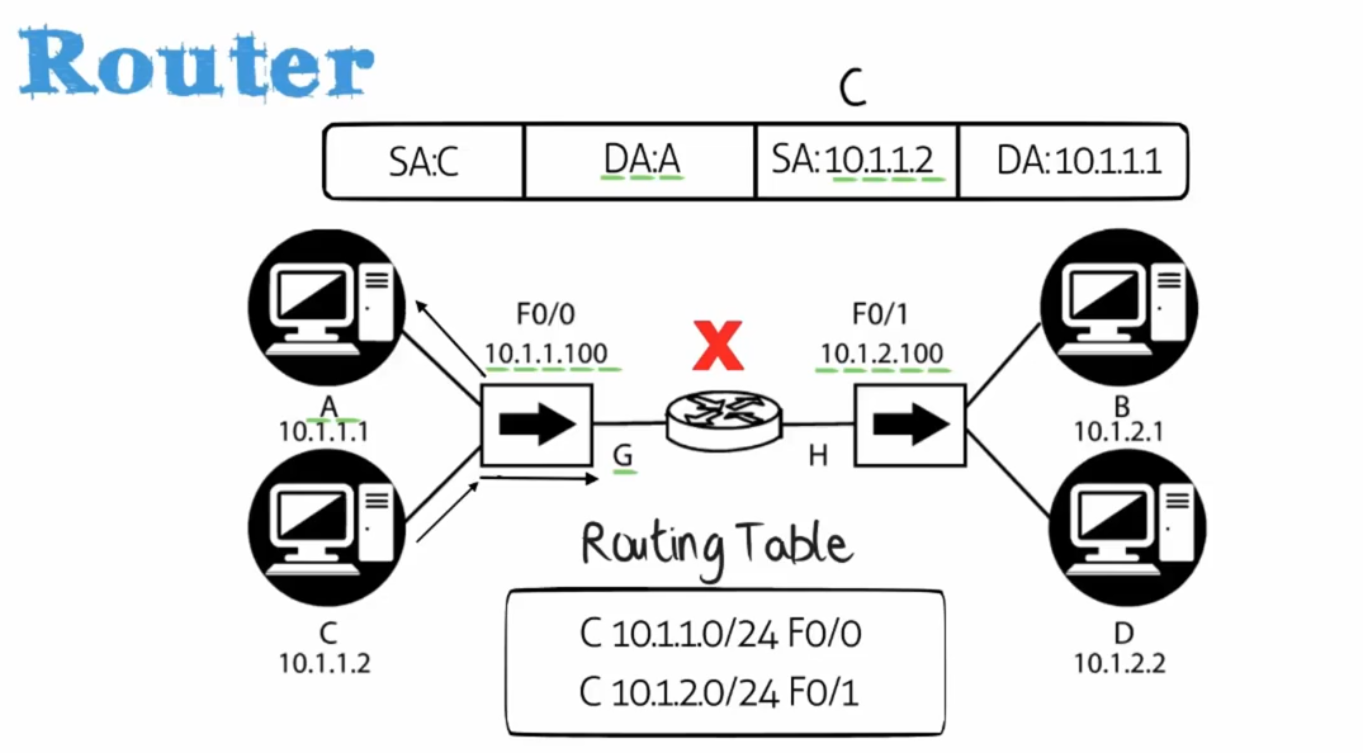 Router
C
SA:C DA:A SA:10.1.1.2 DA:10.1.1.1
F0/0
10.1.1.100
X
F0/1
10.1.2.100
A
10.1.1.1
B
10.1.2.1
G
H
Routing Table
C 10.1.1.0/24 F0/0
C 10.1.2.0/24 F0/1
C
10.1.1.2
D
10.1.2.2